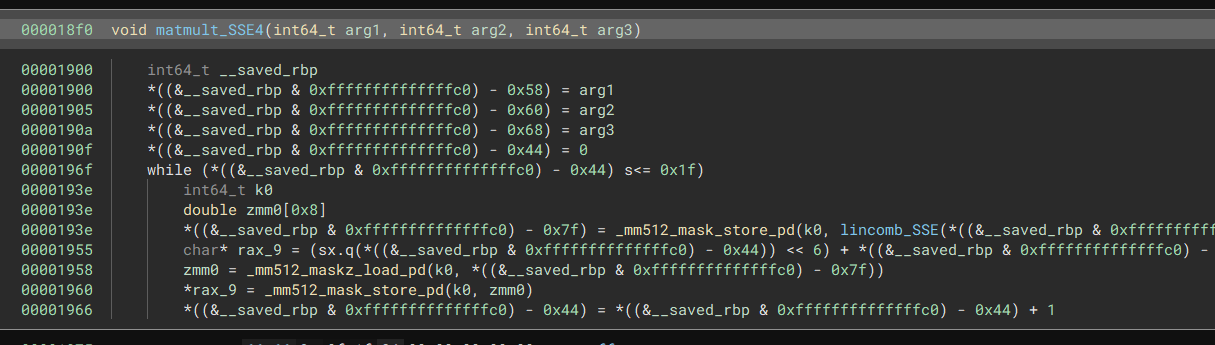 000018f0 void matmult_SSE4(int64_t arg1, int64_t arg2, int64_t arg3)
00001900 int64_t __saved_rbp
00001900 *((&__saved_rbp & 0xffffffffffffffc0) - 0x58) = arg1
00001905 *((&__saved_rbp & 0xffffffffffffffc0) - 0x60) = arg2
0000190a *((&__saved_rbp & 0xffffffffffffffc0) - 0x68) = arg3
0000190f *((&__saved_rbp & 0xffffffffffffffc0) - 0x44) = 0
0000196f while (*((&__saved_rbp & 0xffffffffffffffc0) - 0x44) s<= 0x1f)
0000193e int64_t k0
0000193e double zmm0[0x8]
0000193e *((&__saved_rbp & 0xffffffffffffffc0) - 0x7f) = _mm512_mask_store_pd(k0, lincomb_SSE(*((&__saved_rbp & 0xffffffffff
00001955 char* rax_9 = (sx.q(*((&__saved_rbp & 0xffffffffffffffc0) - 0x44)) << 6) + *((&__saved_rbp & 0xffffffffffffffc0) -
00001958 zmm0 = _mm512_maskz_load_pd(k0, *((&__saved_rbp & 0xffffffffffffffc0) - 0x7f))
00001960 *rax_9 = _mm512_mask_store_pd(k0, zmm0)
00001966 *((&__saved_rbp & 0xffffffffffffffc0) - 0x44) = *((&__saved_rbp & 0xffffffffffffffc0) - 0x44) + 1